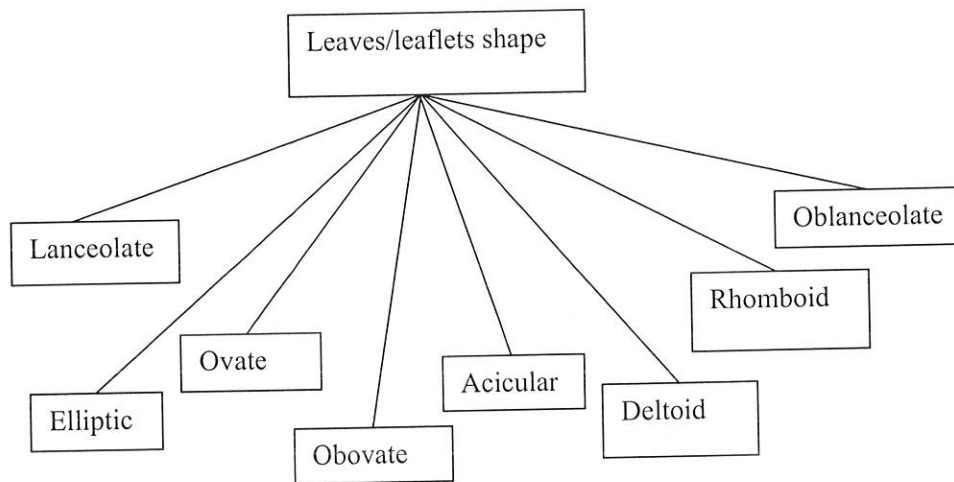 Leaves/leaflets shape
Oblanceolate
Lanceolate
Rhomboid
Ovate
Acicular
Deltoid
Elliptic
Obovate